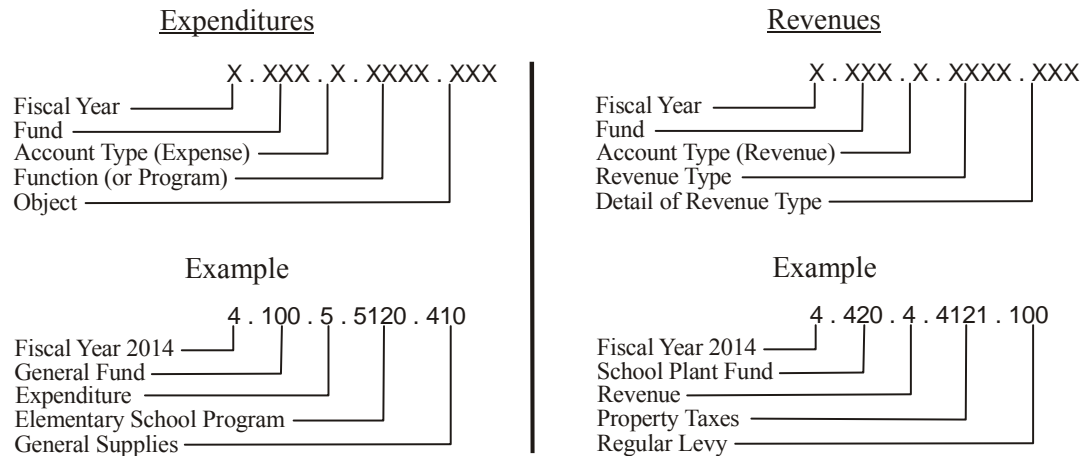 Expenditures
X . XXX . X . XXXX . XXX
Fiscal Year
Fund
Account Type (Expense)
Function (or Program)
Object
Example
4 . 100 . 5 . 5120 . 410
Fiscal Year 2014
General Fund
Expenditure
Elementary School Program
General Supplies
Revenues
X . XXX . X . XXXX . XXX
Fiscal Year
Fund
Account Type (Revenue)
Revenue Type
Detail of Revenue Type
Example
4 . 420 . 4 . 4121 . 100
Fiscal Year 2014
School Plant Fund
Revenue
Property Taxes
Regular Levy